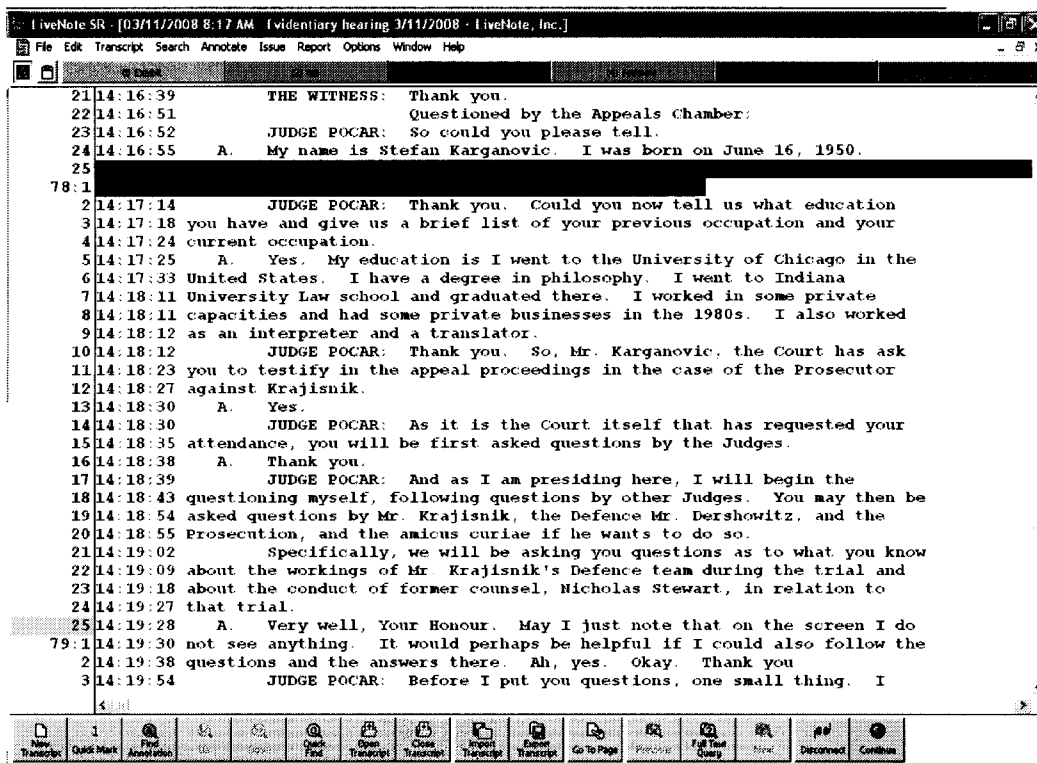 LiveNote SR - [03/11/2008 8:17 AM Evidentiary hearing 3/11/2008 - LiveNote, Inc.]
File Edit Transcript Search Annotate Issue Report Options Window Help
21 14:16:39 THE WITNESS: Thank you.
22 14:16:51 Questioned by the Appeals Chamber:
23 14:16:52 JUDGE POCAR: So could you please tell.
24 14:16:55 A. My name is Stefan Karganovic. I was born on June 16, 1950.
25
78:1
2 14:17:14 JUDGE POCAR: Thank you. Could you now tell us what education
3 14:17:18 you have and give us a brief list of your previous occupation and your
4 14:17:24 current occupation.
5 14:17:25 A. Yes. My education is I went to the University of Chicago in the
6 14:17:33 United States. I have a degree in philosophy. I went to Indiana
7 14:18:11 University Law school and graduated there. I worked in some private
8 14:18:11 capacities and had some private businesses in the 1980s. I also worked
9 14:18:12 as an interpreter and a translator.
10 14:18:12 JUDGE POCAR: Thank you. So, Mr. Karganovic, the Court has ask
11 14:18:23 you to testify in the appeal proceedings in the case of the Prosecutor
12 14:18:27 against Krajisnik.
13 14:18:30 A. Yes.
14 14:18:30 JUDGE POCAR: As it is the Court itself that has requested your
15 14:18:35 attendance, you will be first asked questions by the Judges.
16 14:18:38 A. Thank you.
17 14:18:39 JUDGE POCAR: And as I am presiding here, I will begin the
18 14:18:43 questioning myself, following questions by other Judges. You may then be
19 14:18:54 asked questions by Mr. Krajisnik, the Defence Mr. Dershowitz, and the
20 14:18:55 Prosecution, and the amicus curiae if he wants to do so.
21 14:19:02 Specifically, we will be asking you questions as to what you know
22 14:19:09 about the workings of Mr. Krajisnik's Defence team during the trial and
23 14:19:18 about the conduct of former counsel, Nicholas Stewart, in relation to
24 14:19:27 that trial.
25 14:19:28 A. Very well, Your Honour. May I just note that on the screen I do
79:1 14:19:30 not see anything. It would perhaps be helpful if I could also follow the
2 14:19:38 questions and the answers there. Ah, yes. Okay. Thank you
3 14:19:54 JUDGE POCAR: Before I put you questions, one small thing. I
New Transcript Quick Mark Find Annotation Quick Find Open Transcript Close Transcript Import Transcript Export Transcript Go To Page Previous Full Text Query Next Disconnect Continue